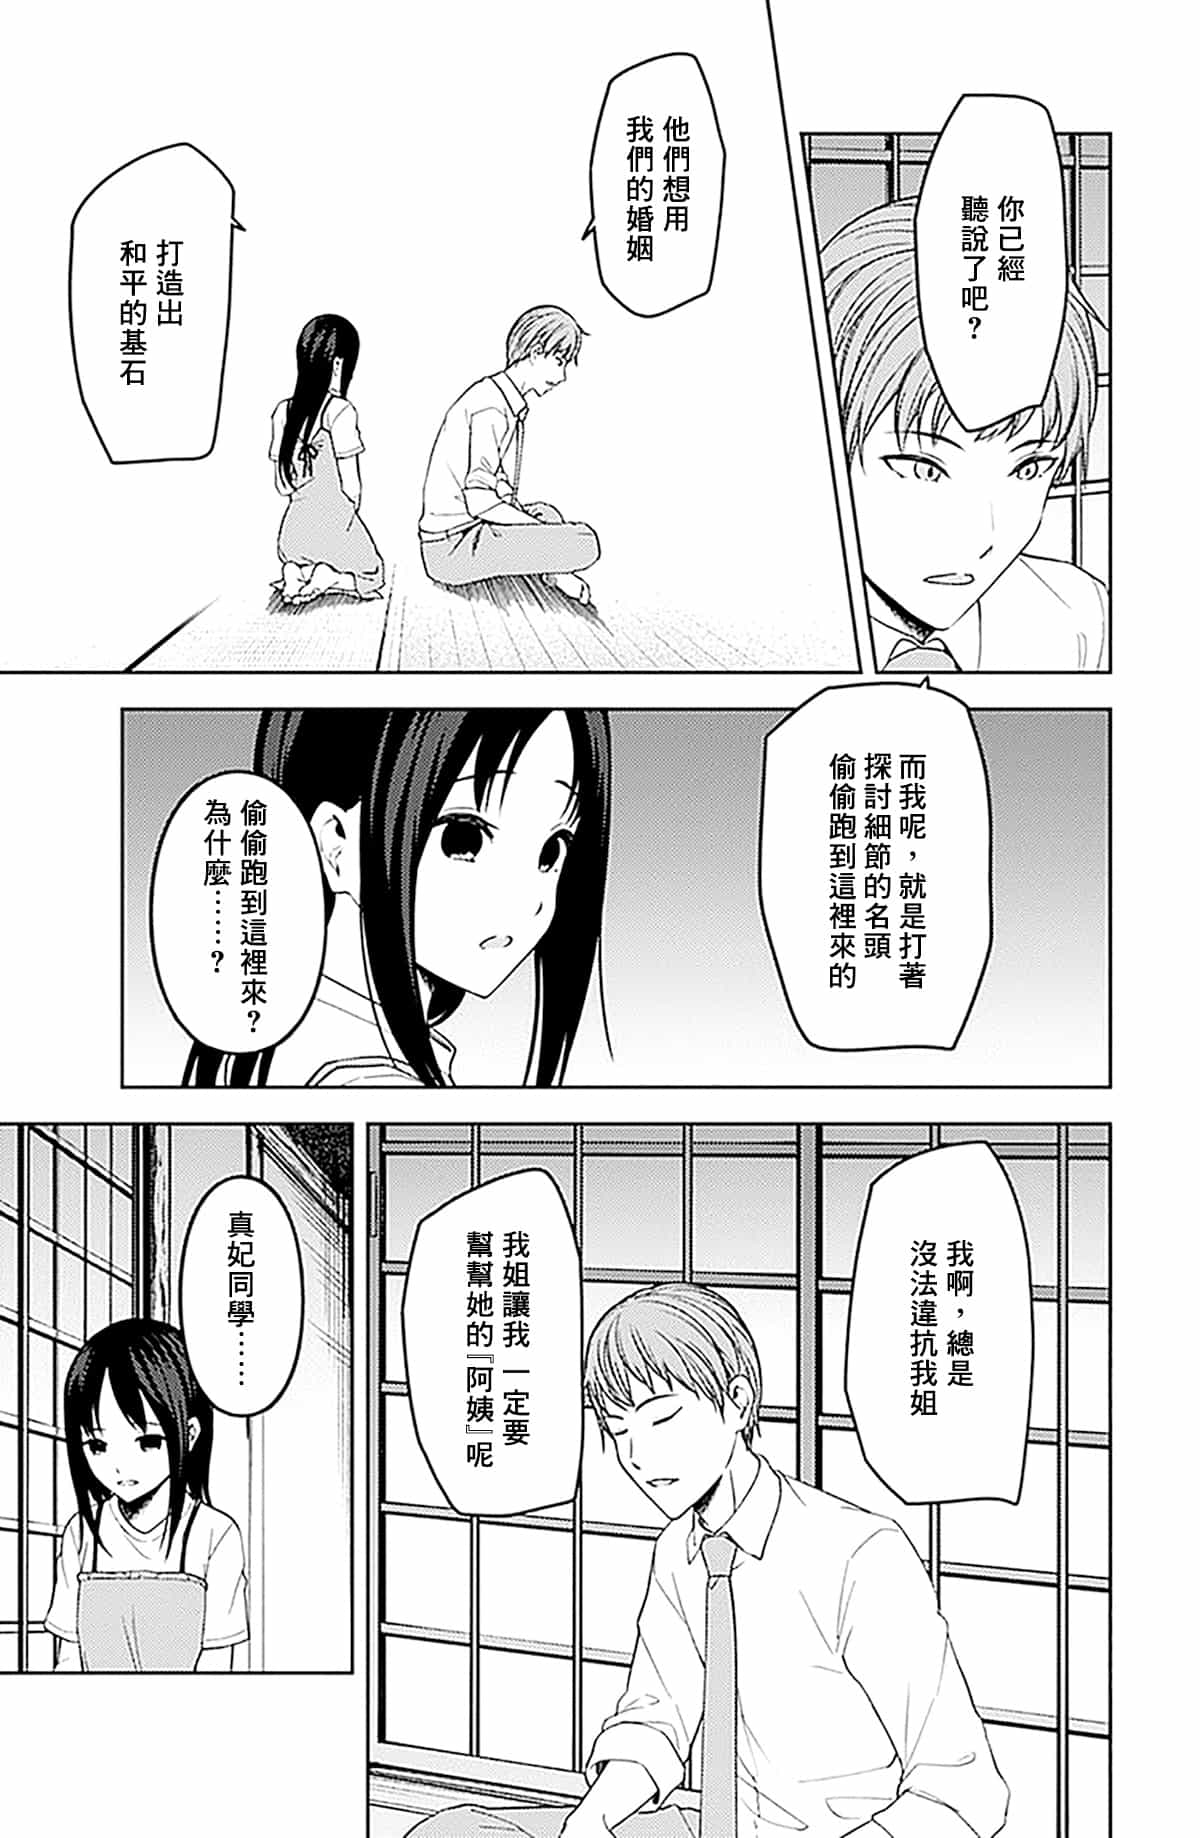 你已經
聽說了吧?
他們想用
我們的婚姻
打造出
和平的基石
而我呢，就是打著
探討細節的名頭
偷偷跑到這裡來的
偷偷跑到這裡來?
為什麼……?
我啊，總是
沒法違抗我姐
我姐讓我一定要
幫幫她的『阿姨』呢
真妃同學……